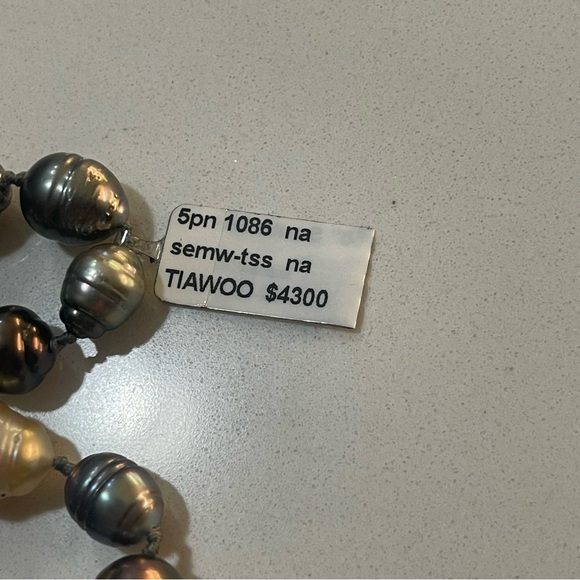 5pn 1086 na
semw-tss na
TIAWOO $4300